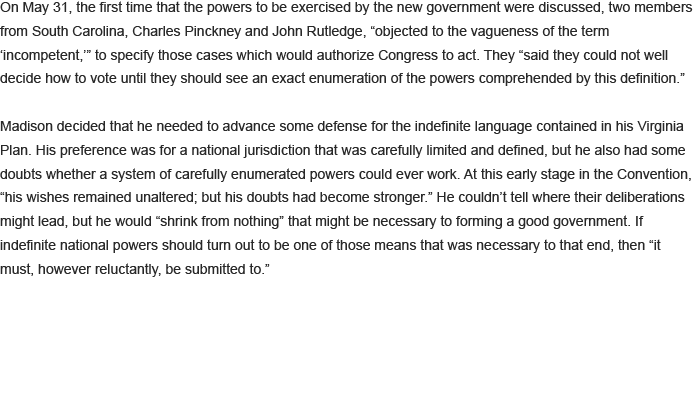 On May 31, the first time that the powers to be exercised by the new government were discussed, two members
from South Carolina, Charles Pinckney and John Rutledge, “objected to the vagueness of the term
‘incompetent,’” to specify those cases which would authorize Congress to act. They “said they could not well
decide how to vote until they should see an exact enumeration of the powers comprehended by this definition.”

Madison decided that he needed to advance some defense for the indefinite language contained in his Virginia
Plan. His preference was for a national jurisdiction that was carefully limited and defined, but he also had some
doubts whether a system of carefully enumerated powers could ever work. At this early stage in the Convention,
“his wishes remained unaltered; but his doubts had become stronger.” He couldn’t tell where their deliberations
might lead, but he would “shrink from nothing” that might be necessary to forming a good government. If
indefinite national powers should turn out to be one of those means that was necessary to that end, then “it
must, however reluctantly, be submitted to.”